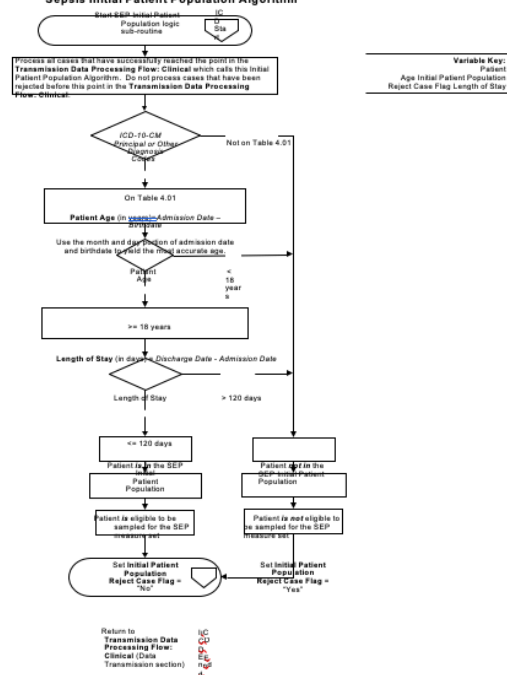 Sepsis Initial Patient Population Algorithm
Start SEP Initial Patient
Population logic
sub-routine
IC
D
Sta
r
Process all cases that have successfully reached the point in the
Transmission Data Processing Flow: Clinical which calls this Initial
Patient Population Algorithm. Do not process cases that have been
rejected before this point in the Transmission Data Processing
Flow: Clinical.
Variable Key:
Patient
Age Initial Patient Population
Reject Case Flag Length of Stay
ICD-10-CM
Principal or Other
Diagnosis
Codes
Not on Table 4.01
On Table 4.01
Patient Age (in years) = Admission Date –
Birthdate
Use the month and day portion of admission date
and birthdate to yield the most accurate age.
Patient
Age
<
18
year
s
>= 18 years
Length of Stay (in days) = Discharge Date - Admission Date
Length of Stay
> 120 days
<= 120 days
Patient is in the SEP
Initial
Patient
Population
Patient not in the
SEP Initial Patient
Population
Patient is eligible to be
sampled for the SEP
measure set
Patient is not eligible to
be sampled for the SEP
measure set
Set Initial Patient
Population
Reject Case Flag =
"No"
Set Initial Patient
Population
Reject Case Flag =
"Yes"
Return to
Transmission Data
Processing Flow:
Clinical (Data
Transmission section)